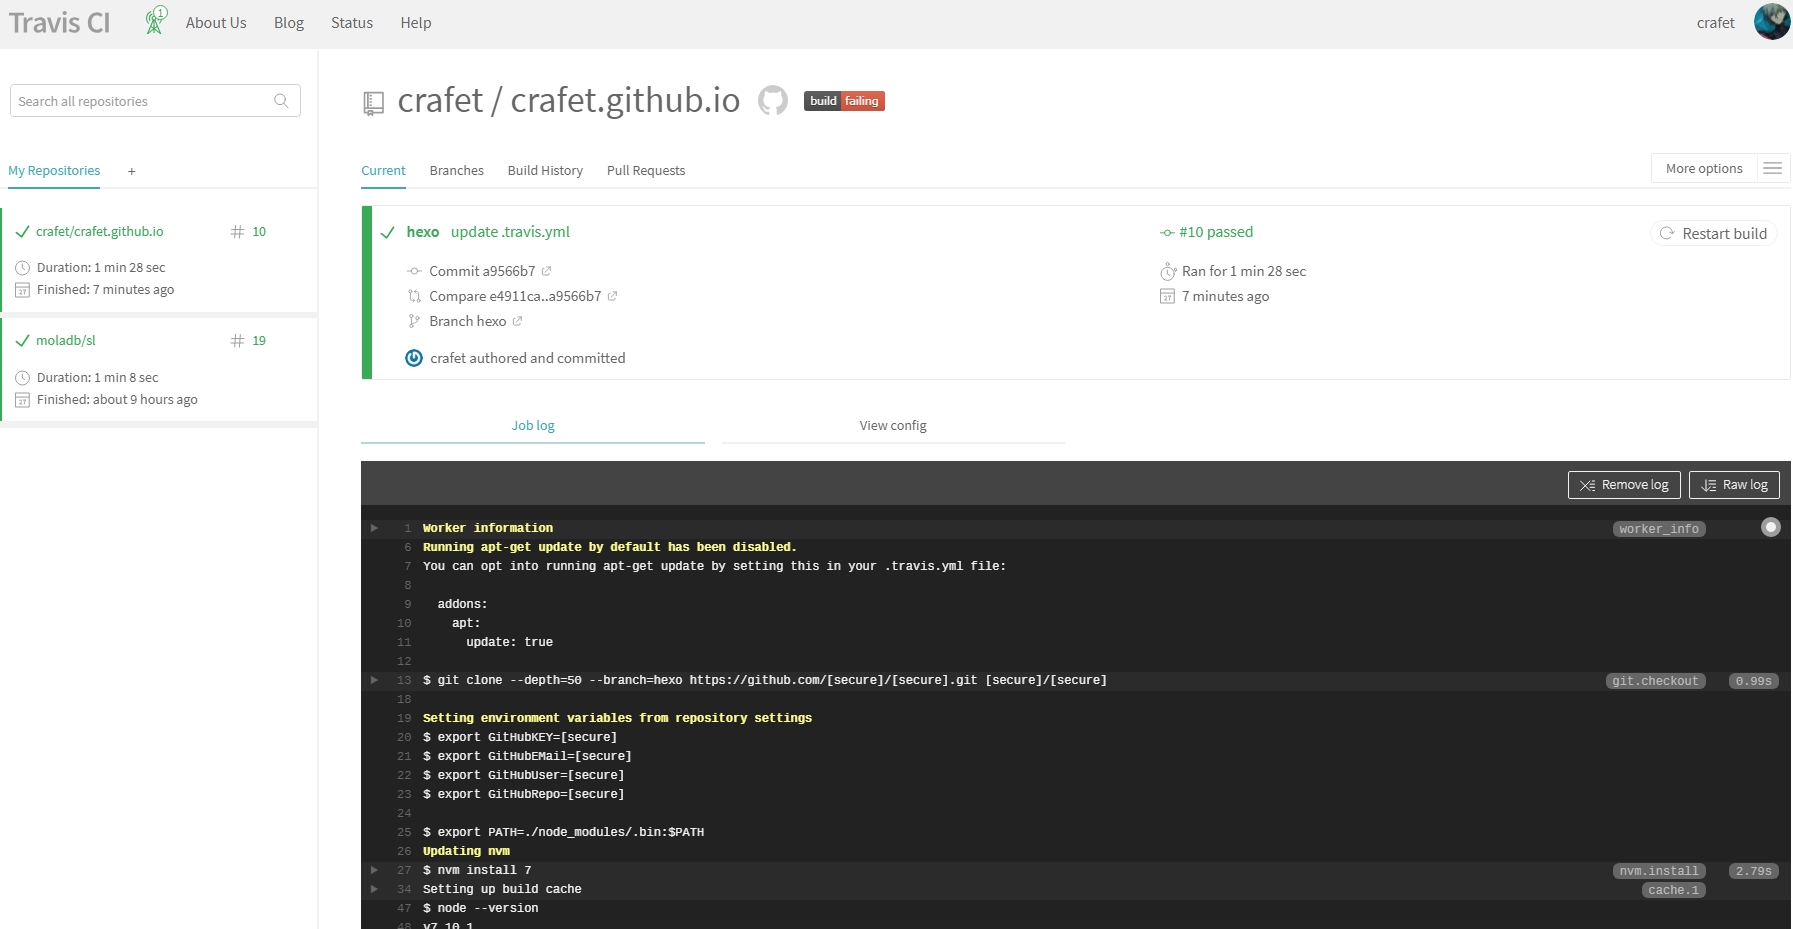 Travis CI
1
About Us
Blog
Status
Help
crafet
Search all repositories
My Repositories
+
crafet/crafet.github.io
# 10
Duration: 1 min 28 sec
Finished: 7 minutes ago
moladb/sl
# 19
Duration: 1 min 8 sec
Finished: about 9 hours ago
crafet / crafet.github.io
build failing
Current
Branches
Build History
Pull Requests
More options
hexo update .travis.yml
Commit a9566b7
Compare e4911ca..a9566b7
Branch hexo
crafet authored and committed
#10 passed
Ran for 1 min 28 sec
7 minutes ago
Restart build
Job log
View config
Remove log
Raw log
1 Worker information worker_info
6 Running apt-get update by default has been disabled.
7 You can opt into running apt-get update by setting this in your .travis.yml file:
8
9 addons:
10 apt:
11 update: true
12
13 $ git clone --depth=50 --branch=hexo https://github.com/[secure]/[secure].git [secure]/[secure] git.checkout 0.99s
18
19 Setting environment variables from repository settings
20 $ export GitHubKEY=[secure]
21 $ export GitHubEMail=[secure]
22 $ export GitHubUser=[secure]
23 $ export GitHubRepo=[secure]
24
25 $ export PATH=./node_modules/.bin:$PATH
26 Updating nvm
27 $ nvm install 7 nvm.install 2.79s
34 Setting up build cache cache.1
47 $ node --version
48 v7.10.1